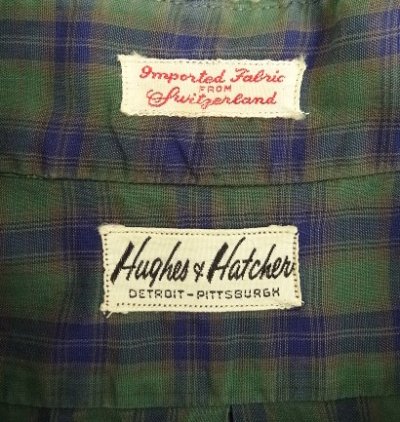 Imported Fabric
FROM
Switzerland
Hughes & Hatcher
DETROIT-PITTSBURGH